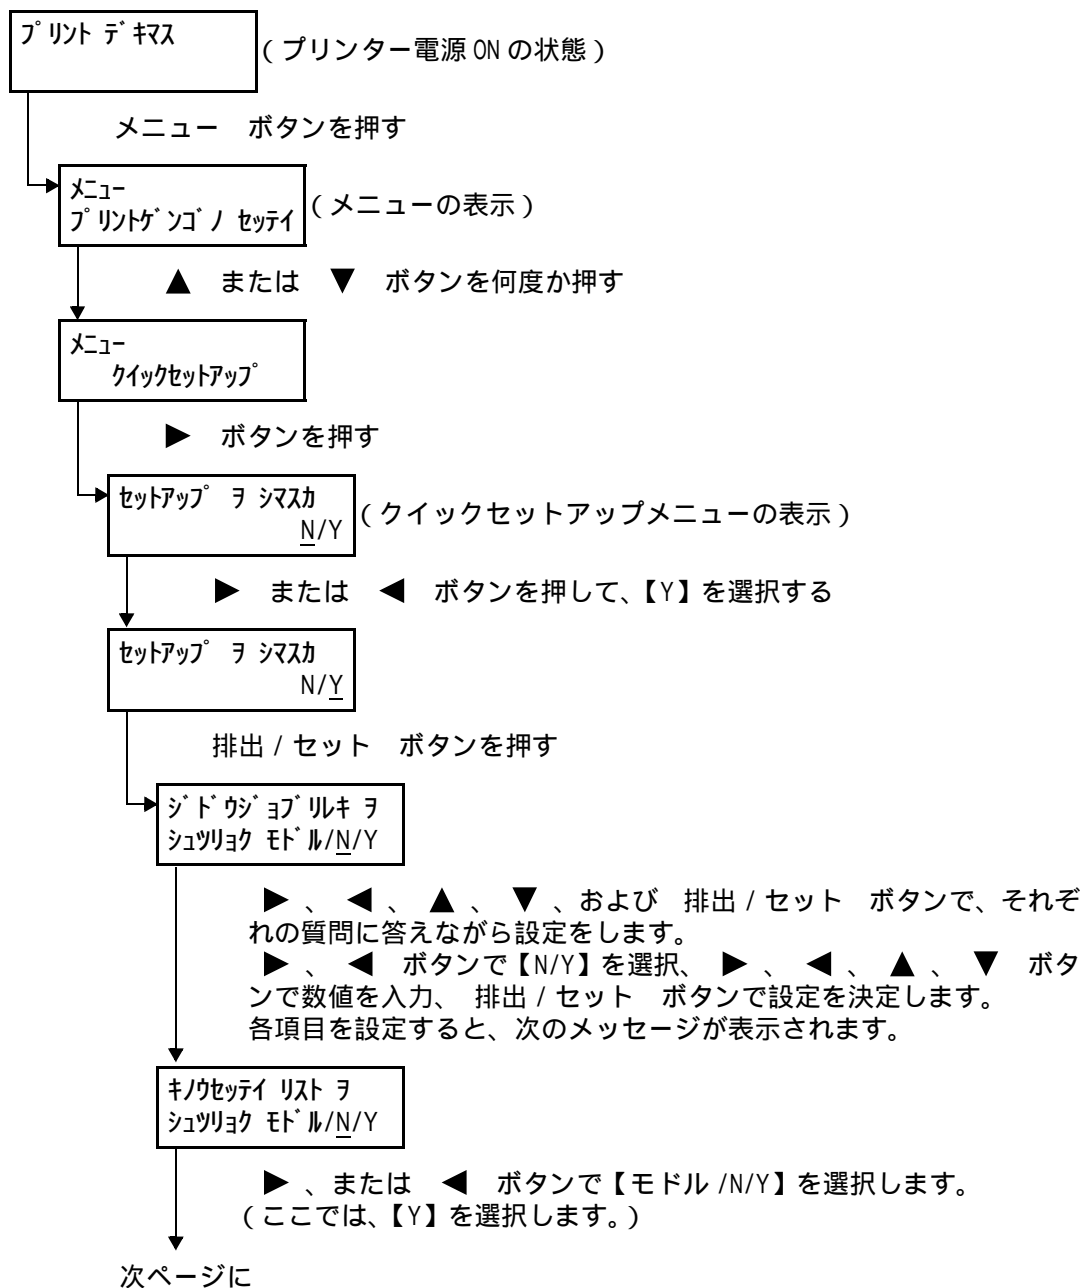 ﾌﾟﾘﾝﾄ ﾃﾞｷﾏｽ
（プリンター電源 ON の状態）
メニュー　ボタンを押す
ﾒﾆｭｰ
ﾌﾟﾘﾝﾄｹﾞﾝｺﾞﾉ ｾｯﾃｲ
（メニューの表示）
▲　または　▼　ボタンを何度か押す
ﾒﾆｭｰ
ｸｲｯｸｾｯﾄｱｯﾌﾟ
▶　ボタンを押す
ｾｯﾄｱｯﾌﾟ ｦ ｼﾏｽｶ
N/Y
（クイックセットアップメニューの表示）
▶　または　◀　ボタンを押して、【Y】を選択する
ｾｯﾄｱｯﾌﾟ ｦ ｼﾏｽｶ
N/Y
排出 / セット　ボタンを押す
ｼﾞﾄﾞｳｼﾞｮﾌﾞﾘﾚｷ ｦ
ｼｭﾂﾘｮｸ ﾓﾄﾞﾙ/N/Y
▶ 、 ◀ 、 ▲ 、 ▼ 、および　排出 / セット　ボタンで、それぞ
れの質問に答えながら設定をします。
▶ 、 ◀　ボタンで【N/Y】を選択、 ▶ 、 ◀ 、 ▲ 、 ▼　ボタ
ンで数値を入力、 排出 / セット　ボタンで設定を決定します。
各項目を設定すると、次のメッセージが表示されます。
ｷﾉｳｾｯﾃｲ ﾘｽﾄ ｦ
ｼｭﾂﾘｮｸ ﾓﾄﾞﾙ/N/Y
▶ 、または　◀　ボタンで【モドル /N/Y】を選択します。
（ここでは、【Y】を選択します。）
次ページに